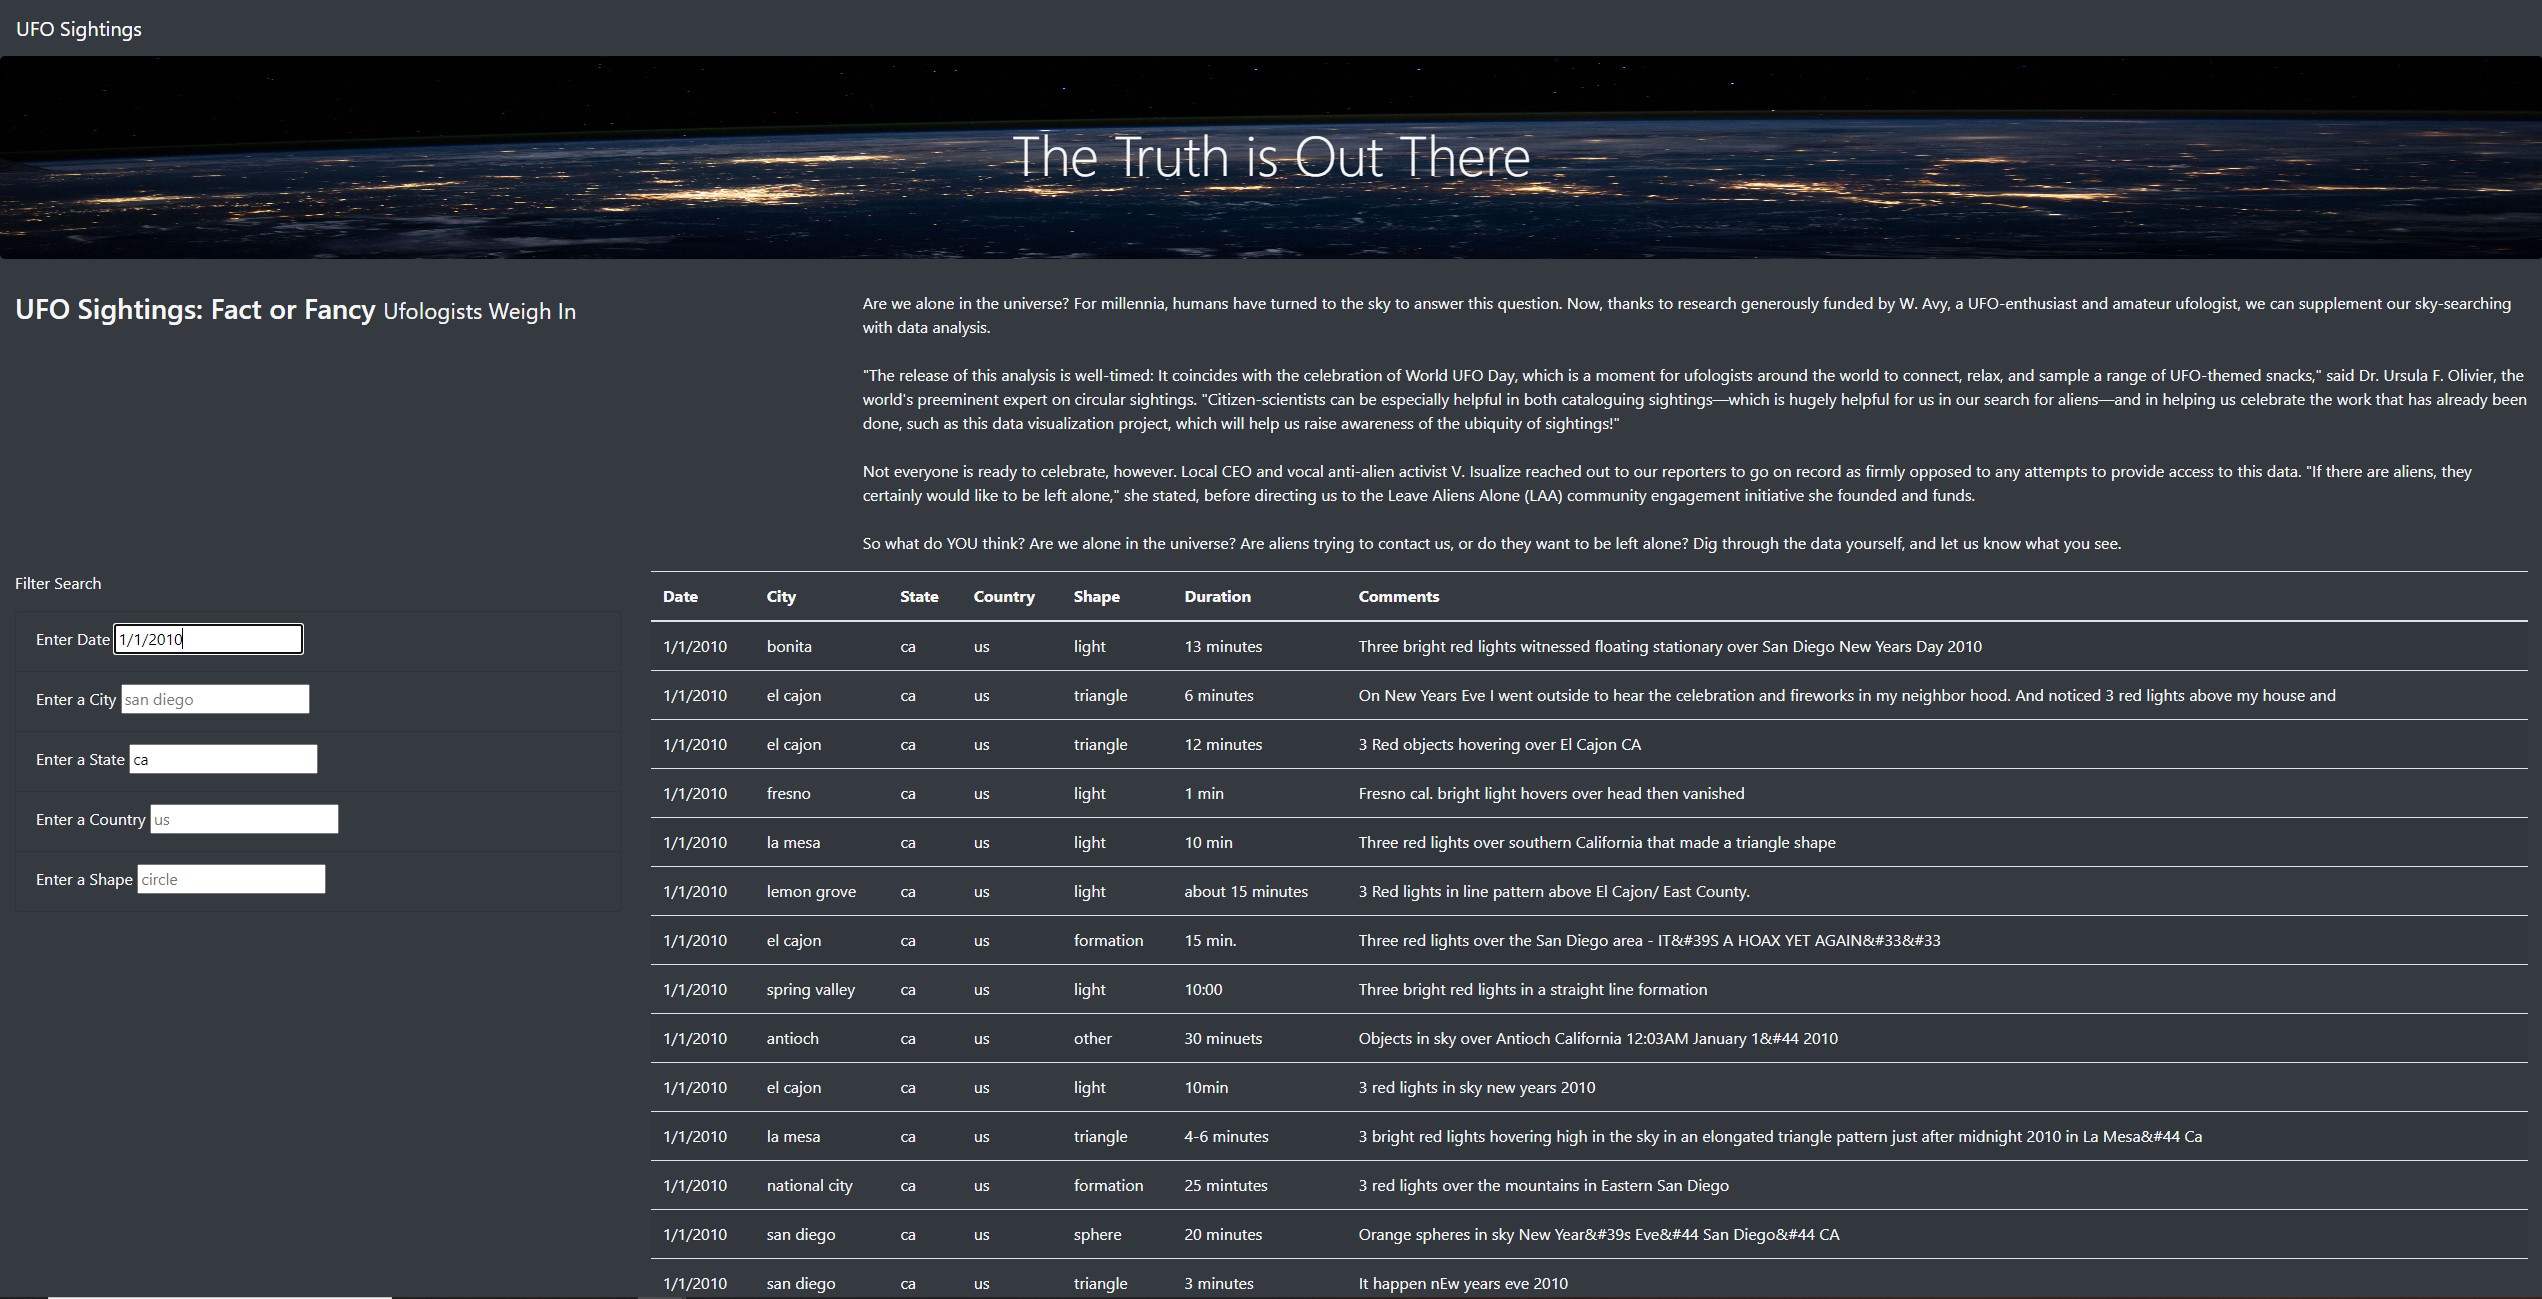 UFO Sightings
The Truth is Out There
UFO Sightings: Fact or Fancy Ufologists Weigh In
Are we alone in the universe? For millennia, humans have turned to the sky to answer this question. Now, thanks to research generously funded by W. Avy, a UFO-enthusiast and amateur ufologist, we can supplement our sky-searching
with data analysis.
"The release of this analysis is well-timed: It coincides with the celebration of World UFO Day, which is a moment for ufologists around the world to connect, relax, and sample a range of UFO-themed snacks," said Dr. Ursula F. Olivier, the
world's preeminent expert on circular sightings. "Citizen-scientists can be especially helpful in both cataloguing sightings—which is hugely helpful for us in our search for aliens—and in helping us celebrate the work that has already been
done, such as this data visualization project, which will help us raise awareness of the ubiquity of sightings!"
Not everyone is ready to celebrate, however. Local CEO and vocal anti-alien activist V. Isualize reached out to our reporters to go on record as firmly opposed to any attempts to provide access to this data. "If there are aliens, they
certainly would like to be left alone," she stated, before directing us to the Leave Aliens Alone (LAA) community engagement initiative she founded and funds.
So what do YOU think? Are we alone in the universe? Are aliens trying to contact us, or do they want to be left alone? Dig through the data yourself, and let us know what you see.
Filter Search
Enter Date 1/1/2010
Enter a City san diego
Enter a State ca
Enter a Country us
Enter a Shape circle
Date City State Country Shape Duration Comments
1/1/2010 bonita ca us light 13 minutes Three bright red lights witnessed floating stationary over San Diego New Years Day 2010
1/1/2010 el cajon ca us triangle 6 minutes On New Years Eve I went outside to hear the celebration and fireworks in my neighbor hood. And noticed 3 red lights above my house and
1/1/2010 el cajon ca us triangle 12 minutes 3 Red objects hovering over El Cajon CA
1/1/2010 fresno ca us light 1 min Fresno cal. bright light hovers over head then vanished
1/1/2010 la mesa ca us light 10 min Three red lights over southern California that made a triangle shape
1/1/2010 lemon grove ca us light about 15 minutes 3 Red lights in line pattern above El Cajon/ East County.
1/1/2010 el cajon ca us formation 15 min. Three red lights over the San Diego area - IT&#39S A HOAX YET AGAIN&#33&#33
1/1/2010 spring valley ca us light 10:00 Three bright red lights in a straight line formation
1/1/2010 antioch ca us other 30 minuets Objects in sky over Antioch California 12:03AM January 1&#44 2010
1/1/2010 el cajon ca us light 10min 3 red lights in sky new years 2010
1/1/2010 la mesa ca us triangle 4-6 minutes 3 bright red lights hovering high in the sky in an elongated triangle pattern just after midnight 2010 in La Mesa&#44 Ca
1/1/2010 national city ca us formation 25 mintutes 3 red lights over the mountains in Eastern San Diego
1/1/2010 san diego ca us sphere 20 minutes Orange spheres in sky New Year&#39s Eve&#44 San Diego&#44 CA
1/1/2010 san diego ca us triangle 3 minutes It happen nEw years eve 2010